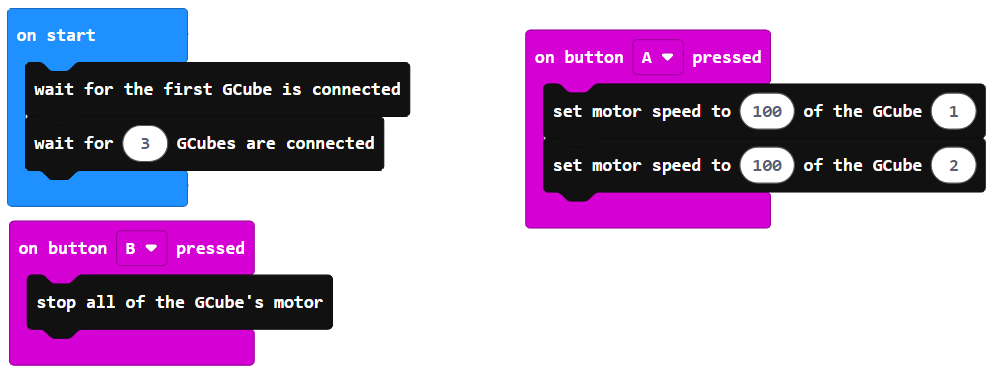 on start
wait for the first GCube is connected
wait for 3 GCubes are connected
on button B pressed
stop all of the GCube's motor
on button A pressed
set motor speed to 100 of the GCube 1
set motor speed to 100 of the GCube 2